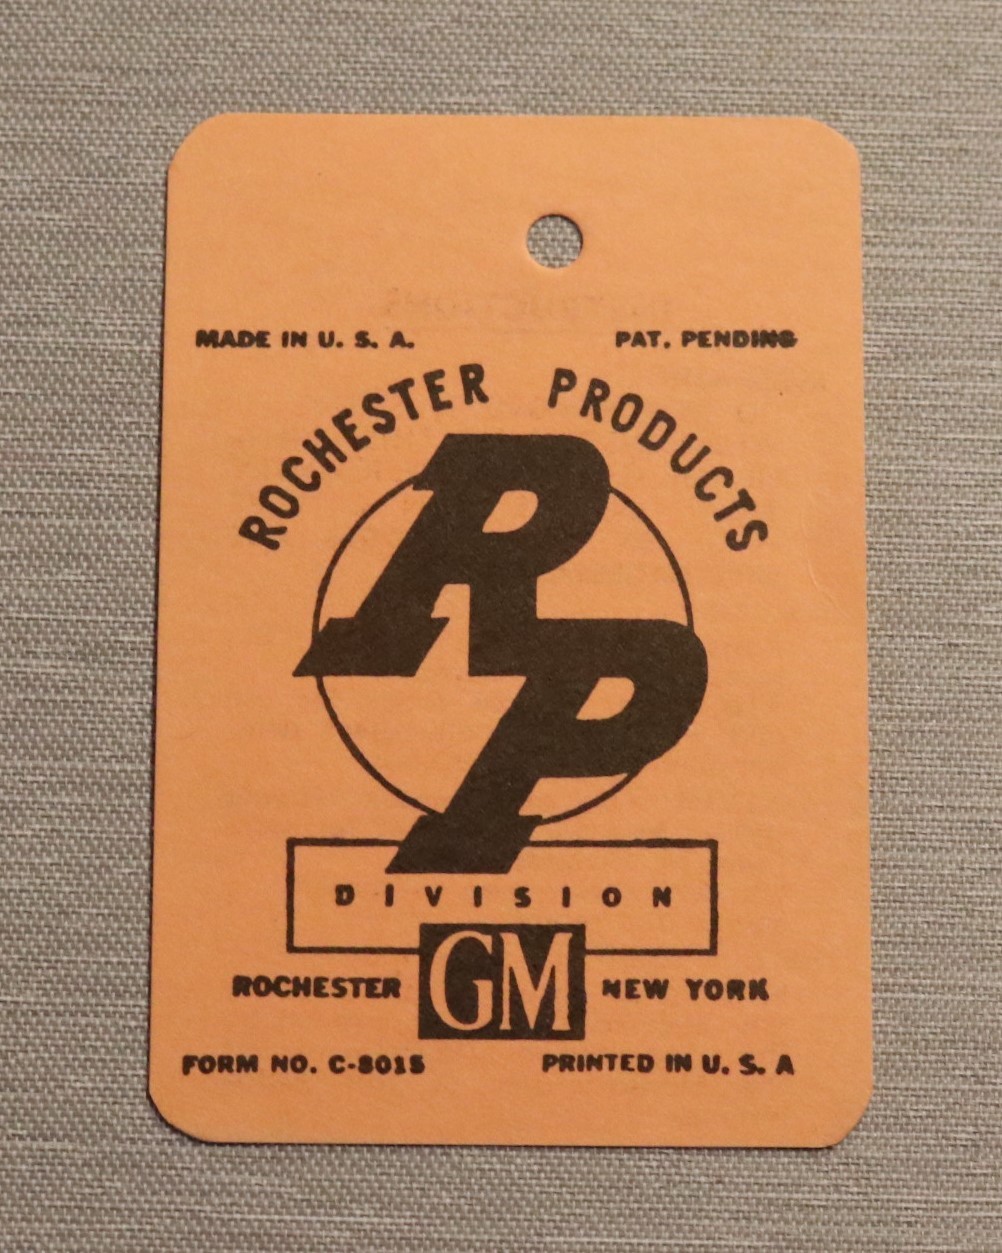 MADE IN U. S. A. PAT. PENDING
ROCHESTER PRODUCTS
RP
DIVISION
GM
ROCHESTER NEW YORK
FORM NO. C-8015 PRINTED IN U. S. A